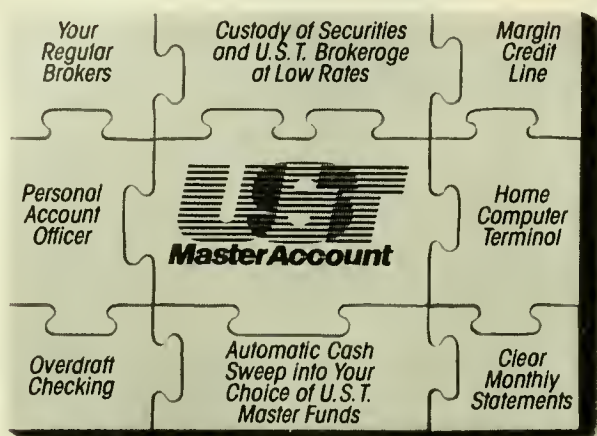 Your
Regular
Brokers
Custody of Securities
and U.S.T. Brokerage
at Low Rates
Margin
Credit
Line
Personal
Account
Officer
UST
MasterAccount
Home
Computer
Terminal
Overdraft
Checking
Automatic Cash
Sweep into Your
Choice of U.S.T.
Master Funds
Clear
Monthly
Statements